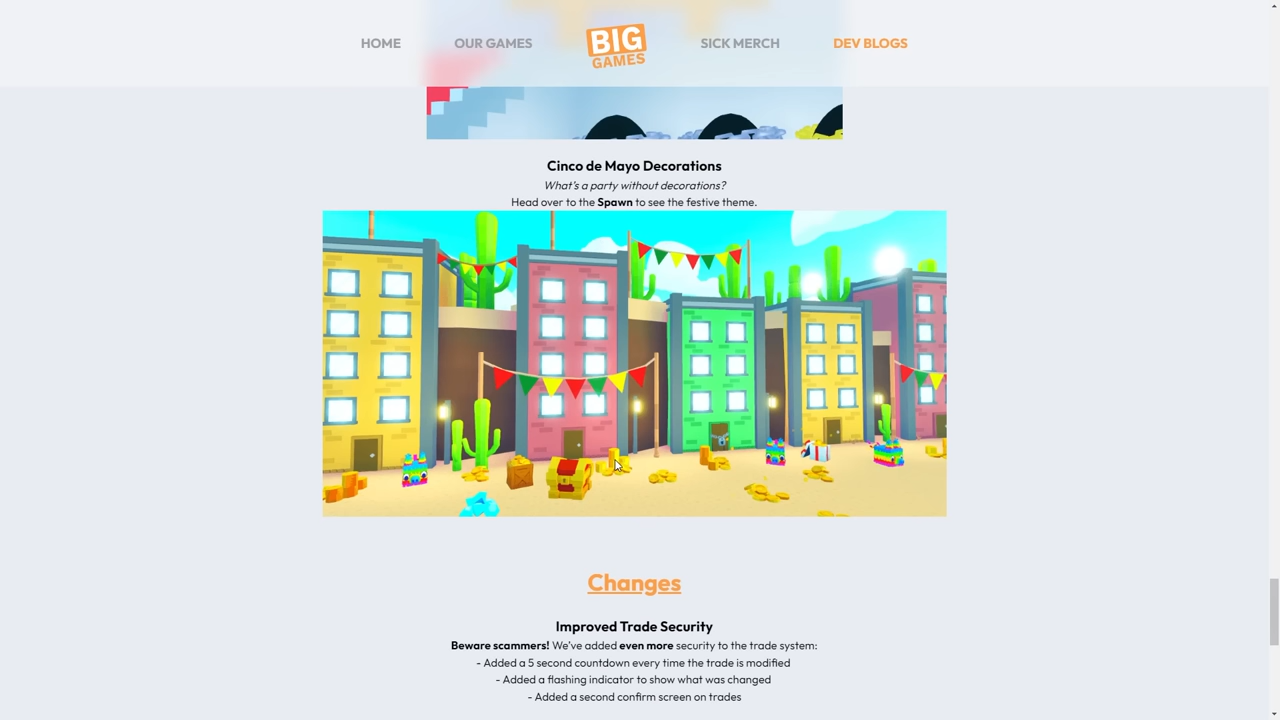 HOME
OUR GAMES
BIG
GAMES
SICK MERCH
DEV BLOGS
Cinco de Mayo Decorations
What's a party without decorations?
Head over to the Spawn to see the festive theme.
Changes
Improved Trade Security
Beware scammers! We've added even more security to the trade system:
- Added a 5 second countdown every time the trade is modified
- Added a flashing indicator to show what was changed
- Added a second confirm screen on trades